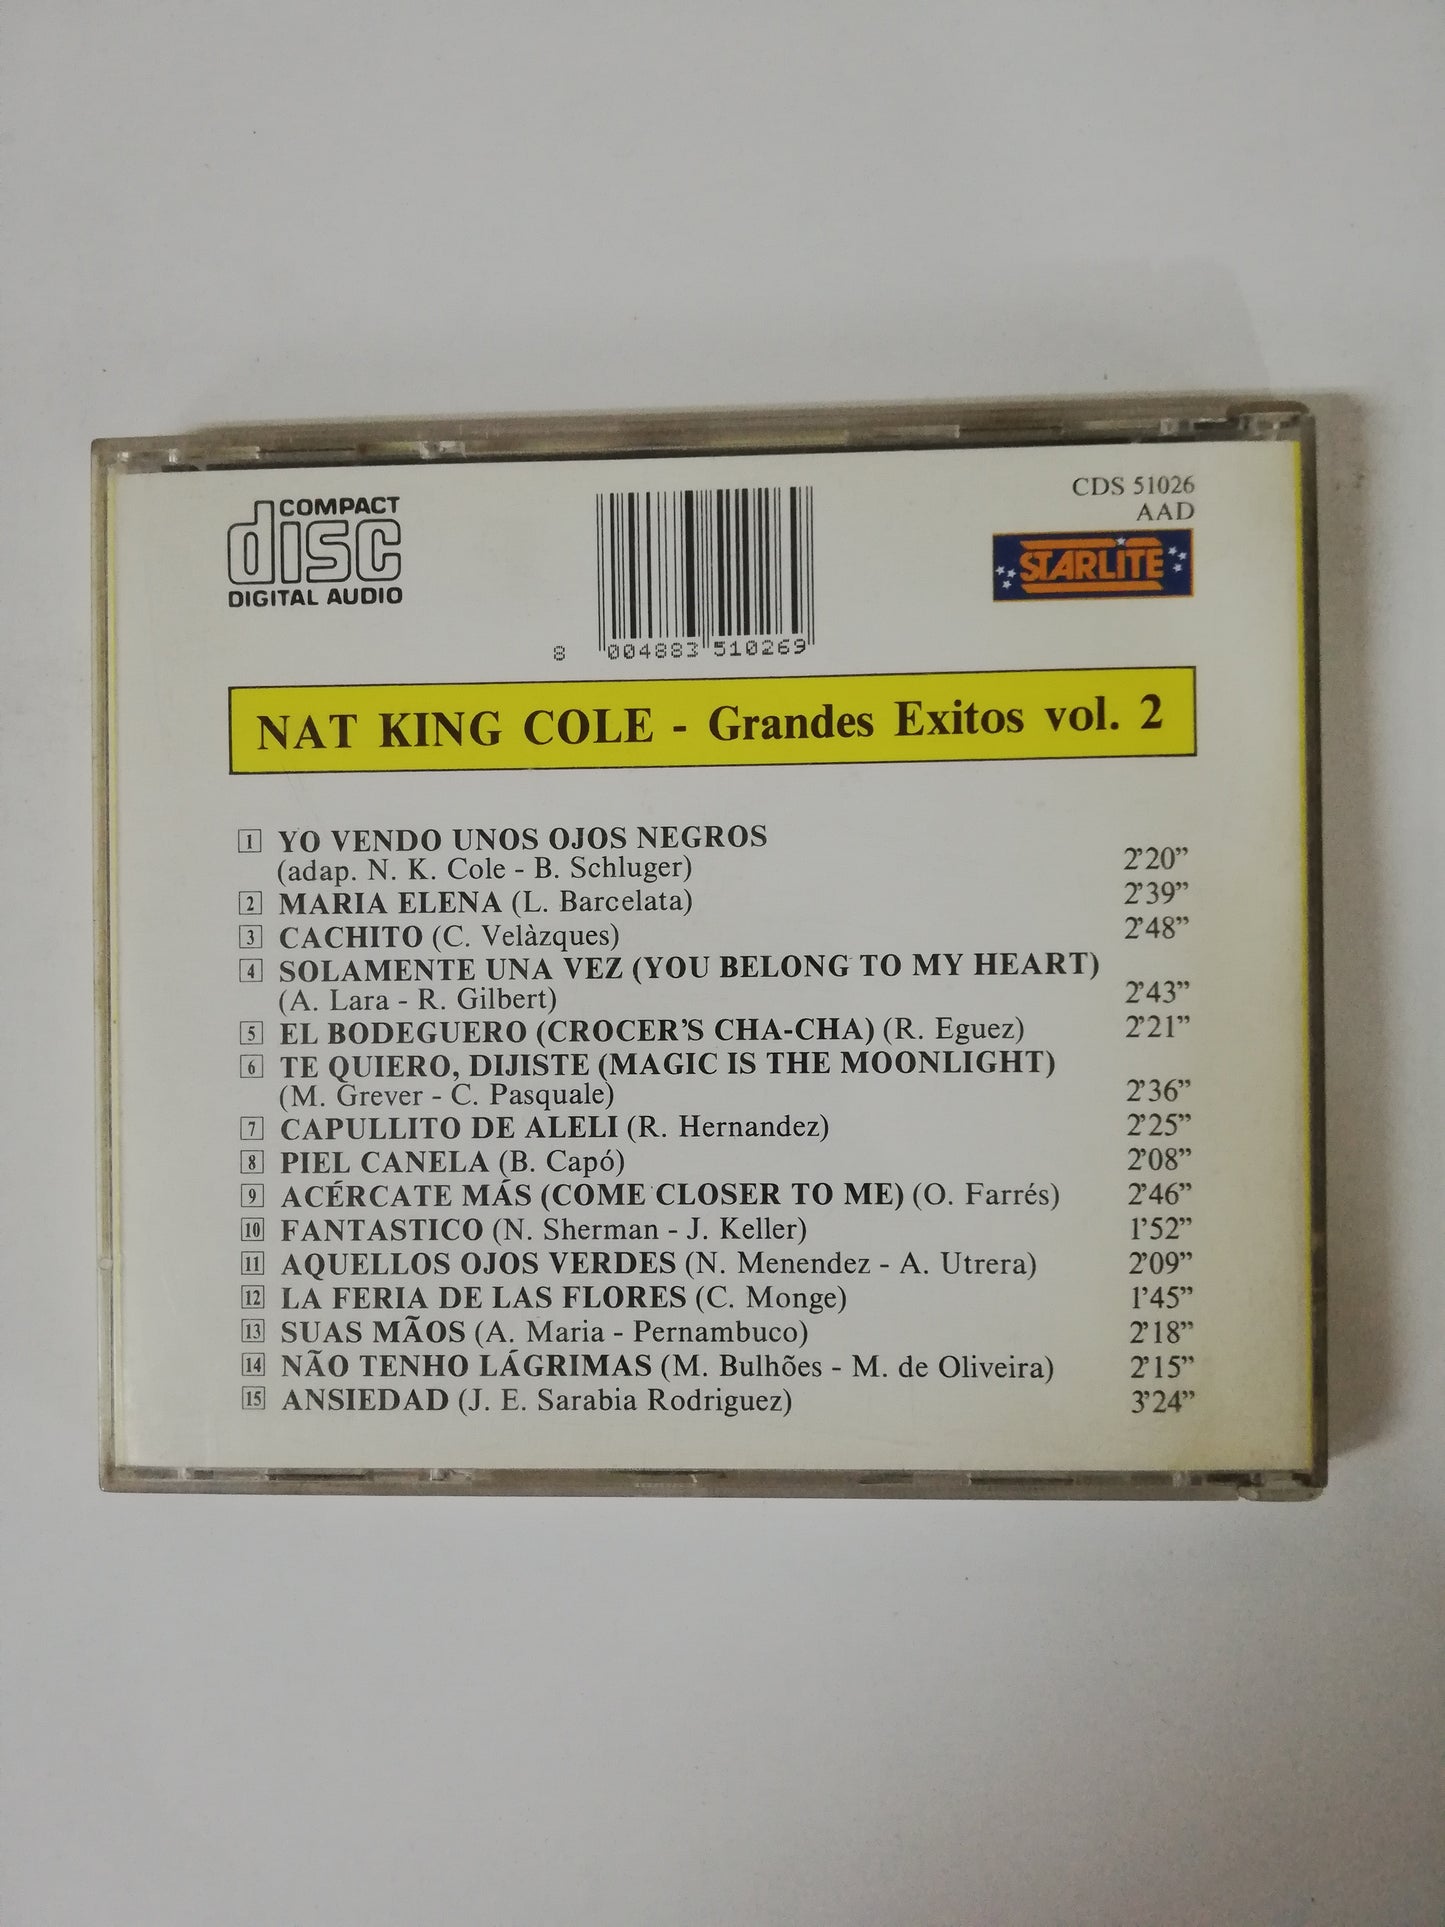 COMPACT
disc
DIGITAL AUDIO
8 004883 510269
CDS 51026
AAD
STARLITE
NAT KING COLE - Grandes Exitos vol. 2
1 YO VENDO UNOS OJOS NEGROS
(adap. N. K. Cole - B. Schluger) 2'20”
2 MARIA ELENA (L. Barcelata) 2'39”
3 CACHITO (C. Velàzques) 2'48”
4 SOLAMENTE UNA VEZ (YOU BELONG TO MY HEART)
(A. Lara - R. Gilbert) 2'43”
5 EL BODEGUERO (CROCER'S CHA-CHA) (R. Eguez) 2'21”
6 TE QUIERO, DIJISTE (MAGIC IS THE MOONLIGHT)
(M. Grever - C. Pasquale) 2'36”
7 CAPULLITO DE ALELI (R. Hernandez) 2'25”
8 PIEL CANELA (B. Capó) 2'08”
9 ACÉRCATE MÁS (COME CLOSER TO ME) (O. Farrés) 2'46”
10 FANTASTICO (N. Sherman - J. Keller) 1'52”
11 AQUELLOS OJOS VERDES (N. Menendez - A. Utrera) 2'09”
12 LA FERIA DE LAS FLORES (C. Monge) 1'45”
13 SUAS MÃOS (A. Maria - Pernambuco) 2'18”
14 NÃO TENHO LÁGRIMAS (M. Bulhões - M. de Oliveira) 2'15”
15 ANSIEDAD (J. E. Sarabia Rodriguez) 3'24”